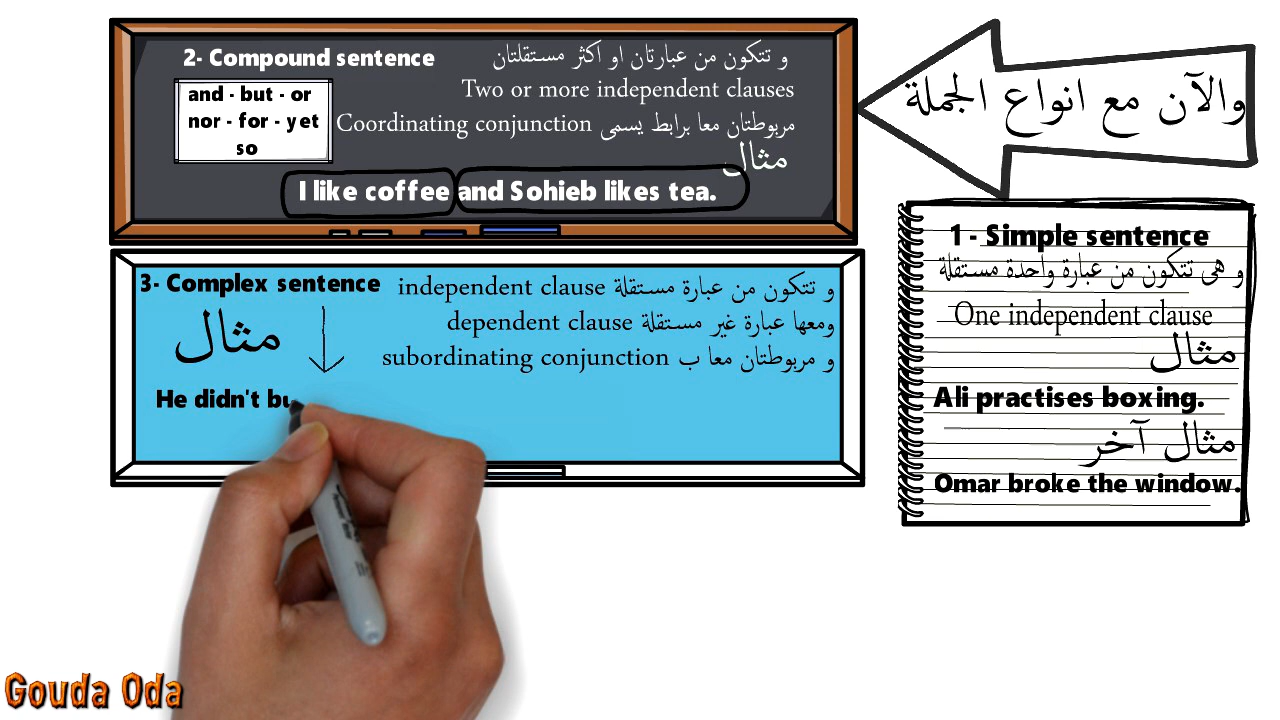 والآن مع انواع الجملة
1 - Simple sentence
و هى تتكون من عبارة واحدة مستقلة
One independent clause
مثال
Ali practises boxing.
مثال آخر
Omar broke the window.
2- Compound sentence
و تتكون من عبارتان او اكثر مستقلتان
Two or more independent clauses
and - but - or
nor - for - yet
so
مربوطتان معا برابط يسمى Coordinating conjunction
مثال
I like coffee and Sohieb likes tea.
3- Complex sentence
و تتكون من عبارة مستقلة independent clause
ومعها عبارة غير مستقلة dependent clause
و مربوطتان معا ب subordinating conjunction
مثال
He didn't bu
Gouda Oda